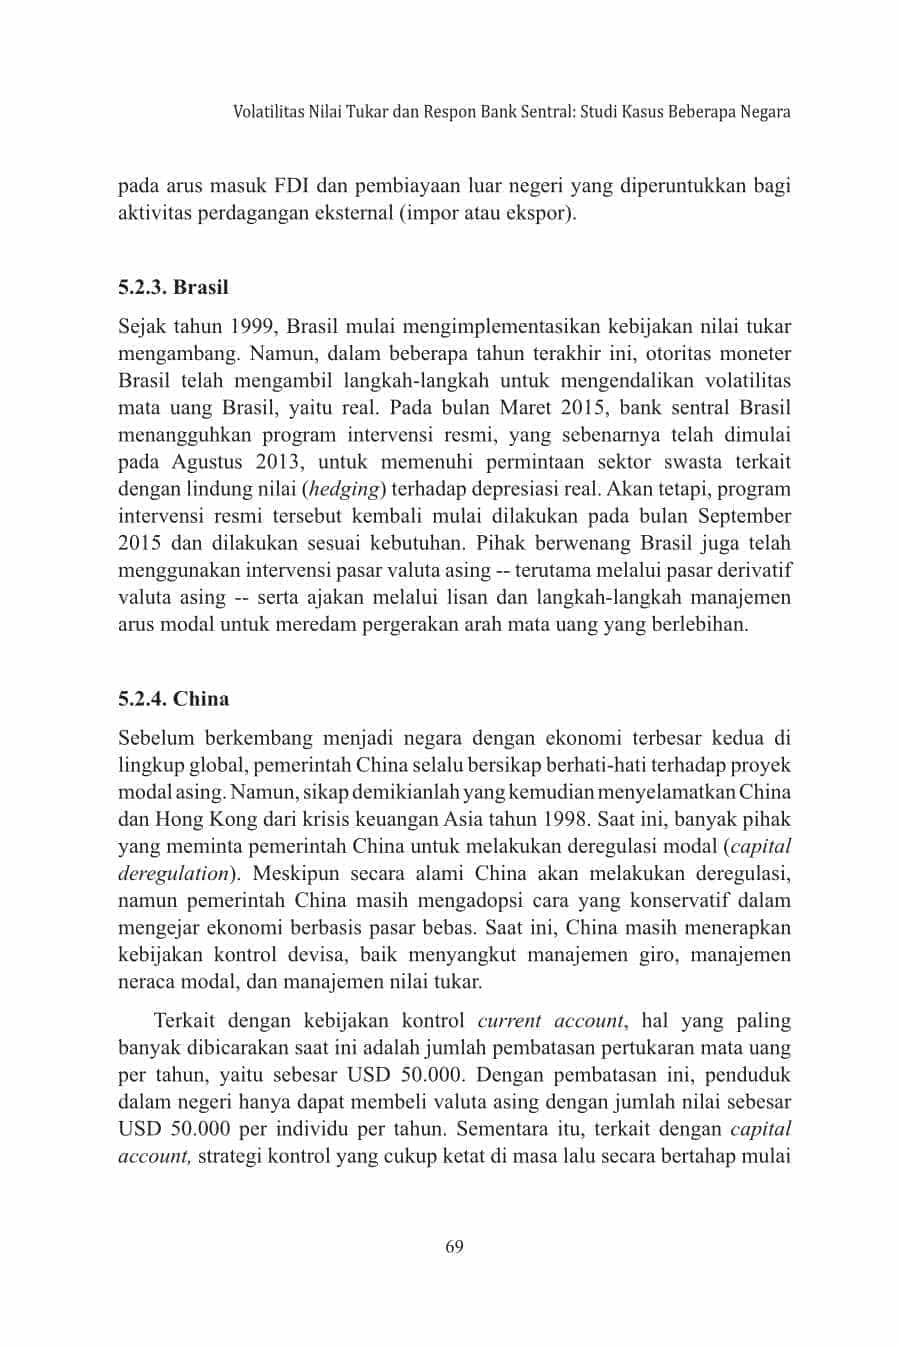 Volatilitas Nilai Tukar dan Respon Bank Sentral: Studi Kasus Beberapa Negara
pada arus masuk FDI dan pembiayaan luar negeri yang diperuntukkan bagi
aktivitas perdagangan eksternal (impor atau ekspor).
5.2.3. Brasil
Sejak tahun 1999, Brasil mulai mengimplementasikan kebijakan nilai tukar
mengambang. Namun, dalam beberapa tahun terakhir ini, otoritas moneter
Brasil telah mengambil langkah-langkah untuk mengendalikan volatilitas
mata uang Brasil, yaitu real. Pada bulan Maret 2015, bank sentral Brasil
menangguhkan program intervensi resmi, yang sebenarnya telah dimulai
pada Agustus 2013, untuk memenuhi permintaan sektor swasta terkait
dengan lindung nilai (hedging) terhadap depresiasi real. Akan tetapi, program
intervensi resmi tersebut kembali mulai dilakukan pada bulan September
2015 dan dilakukan sesuai kebutuhan. Pihak berwenang Brasil juga telah
menggunakan intervensi pasar valuta asing -- terutama melalui pasar derivatif
valuta asing -- serta ajakan melalui lisan dan langkah-langkah manajemen
arus modal untuk meredam pergerakan arah mata uang yang berlebihan.
5.2.4. China
Sebelum berkembang menjadi negara dengan ekonomi terbesar kedua di
lingkup global, pemerintah China selalu bersikap berhati-hati terhadap proyek
modal asing. Namun, sikap demikianlah yang kemudian menyelamatkan China
dan Hong Kong dari krisis keuangan Asia tahun 1998. Saat ini, banyak pihak
yang meminta pemerintah China untuk melakukan deregulasi modal (capital
deregulation). Meskipun secara alami China akan melakukan deregulasi,
namun pemerintah China masih mengadopsi cara yang konservatif dalam
mengejar ekonomi berbasis pasar bebas. Saat ini, China masih menerapkan
kebijakan kontrol devisa, baik menyangkut manajemen giro, manajemen
neraca modal, dan manajemen nilai tukar.
Terkait dengan kebijakan kontrol current account, hal yang paling
banyak dibicarakan saat ini adalah jumlah pembatasan pertukaran mata uang
per tahun, yaitu sebesar USD 50.000. Dengan pembatasan ini, penduduk
dalam negeri hanya dapat membeli valuta asing dengan jumlah nilai sebesar
USD 50.000 per individu per tahun. Sementara itu, terkait dengan capital
account, strategi kontrol yang cukup ketat di masa lalu secara bertahap mulai
69